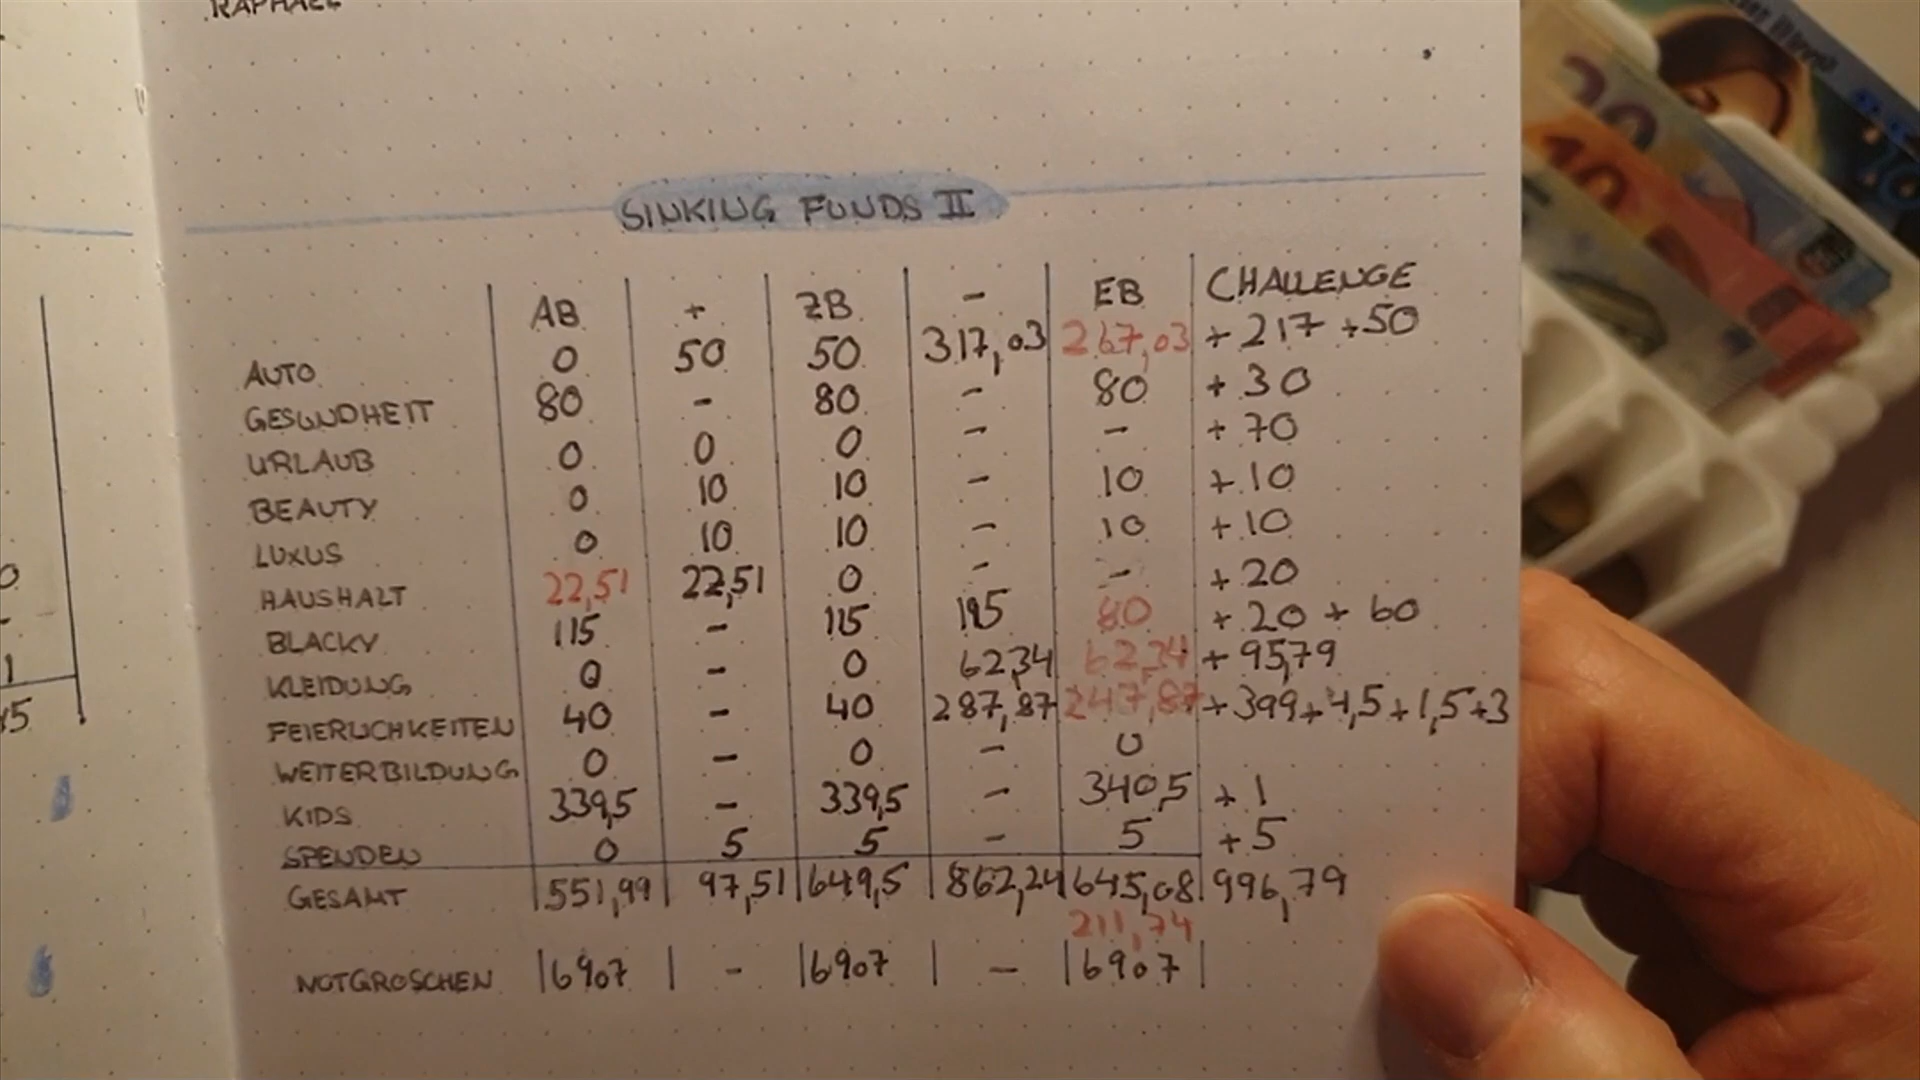 RAPHAEL
SINKING FUNDS II
AB + ZB - EB CHALLENGE
AUTO 0 50 50 317,03 267,03 + 217 +50
GESUNDHEIT 80 - 80 - 80 + 30
URLAUB 0 0 0 - - + 70
BEAUTY 0 10 10 - 10 + 10
LUXUS 0 10 10 - 10 + 10
HAUSHALT 22,51 22,51 0 - - + 20
BLACKY 115 - 115 195 80 + 20 + 60
KLEIDUNG 0 - 0 62,34 62,34 + 95,79
FEIERLICHKEITEN 40 - 40 287,87 247,87 + 399 + 4,5 + 1,5 + 3
WEITERBILDUNG 0 - 0 - 0
KIDS 339,5 - 339,5 - 340,5 + 1
SPENDEN 0 5 5 - 5 + 5
GESAMT 551,99 97,51 649,5 862,24 645,08 996,79
211,74
NOTGROSCHEN 6907 - 6907 - 6907